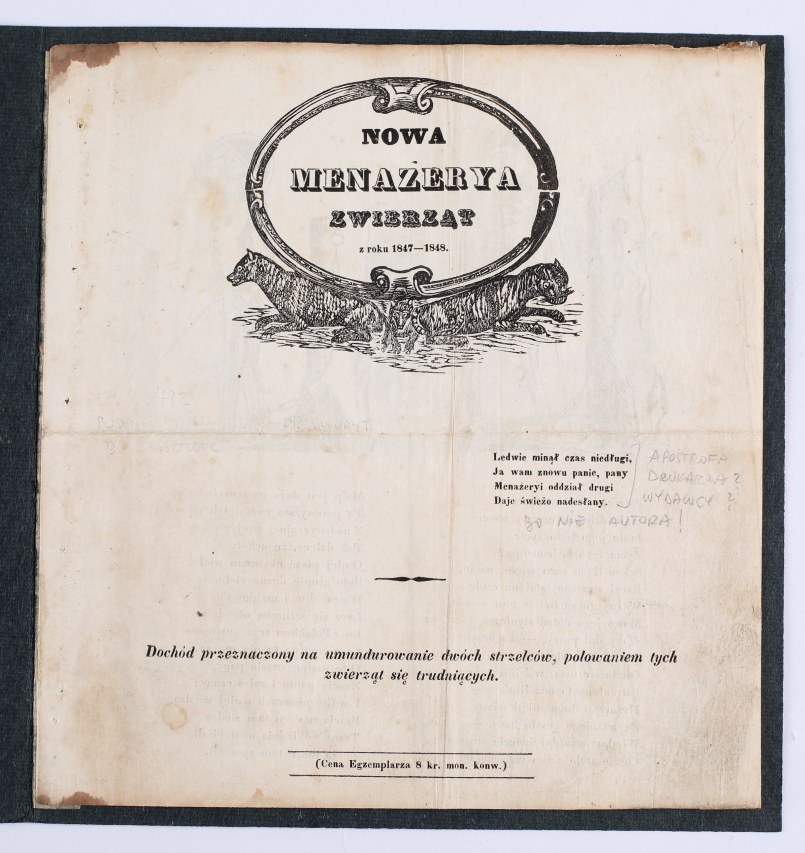 NOWA
MENAŻERYA
ZWIERZĄT
z roku 1847—1848.
Ledwie minął czas niedługi,
Ja wam znowu panie, pany
Menażeryi oddział drugi
Daje świeżo nadesłany.
APOSTROFA
DRUKARZA?
WYDAWCY?
bo NIE AUTORA!
Dochód przeznaczony na umundurowanie dwóch strzelców, polowaniem tych
zwierząt się trudniących.
(Cena Egzemplarza 8 kr. mon. konw.)